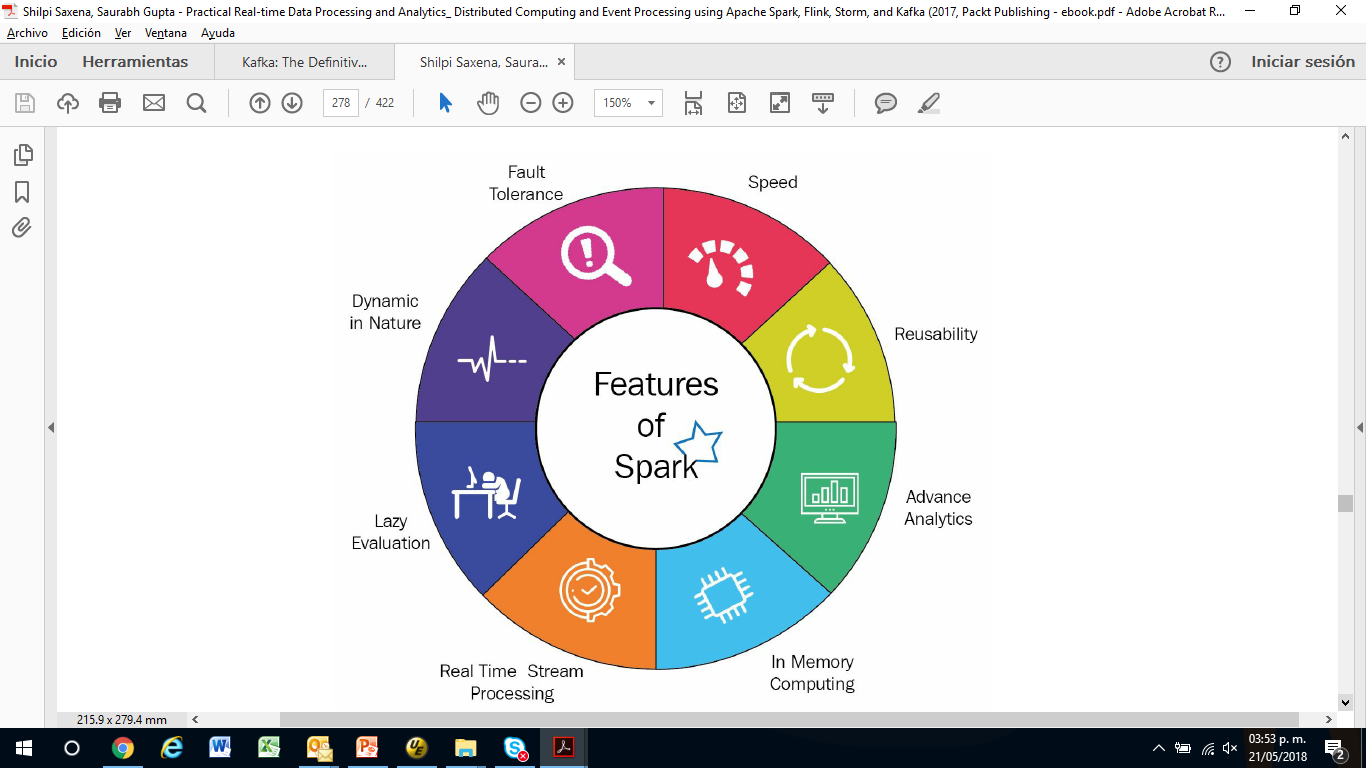 Shilpi Saxena, Saurabh Gupta - Practical Real-time Data Processing and Analytics_ Distributed Computing and Event Processing using Apache Spark, Flink, Storm, and Kafka (2017, Packt Publishing - ebook.pdf - Adobe Acrobat R...
Archivo Edición Ver Ventana Ayuda
Inicio Herramientas Kafka: The Definitiv... Shilpi Saxena, Saura... × ? Iniciar sesión
278 / 422 150%
Fault
Tolerance
Speed
Dynamic
in Nature
Reusability
Features
of
Spark
Advance
Analytics
Lazy
Evaluation
In Memory
Computing
Real Time Stream
Processing
215.9 x 279.4 mm
03:53 p. m.
21/05/2018
2